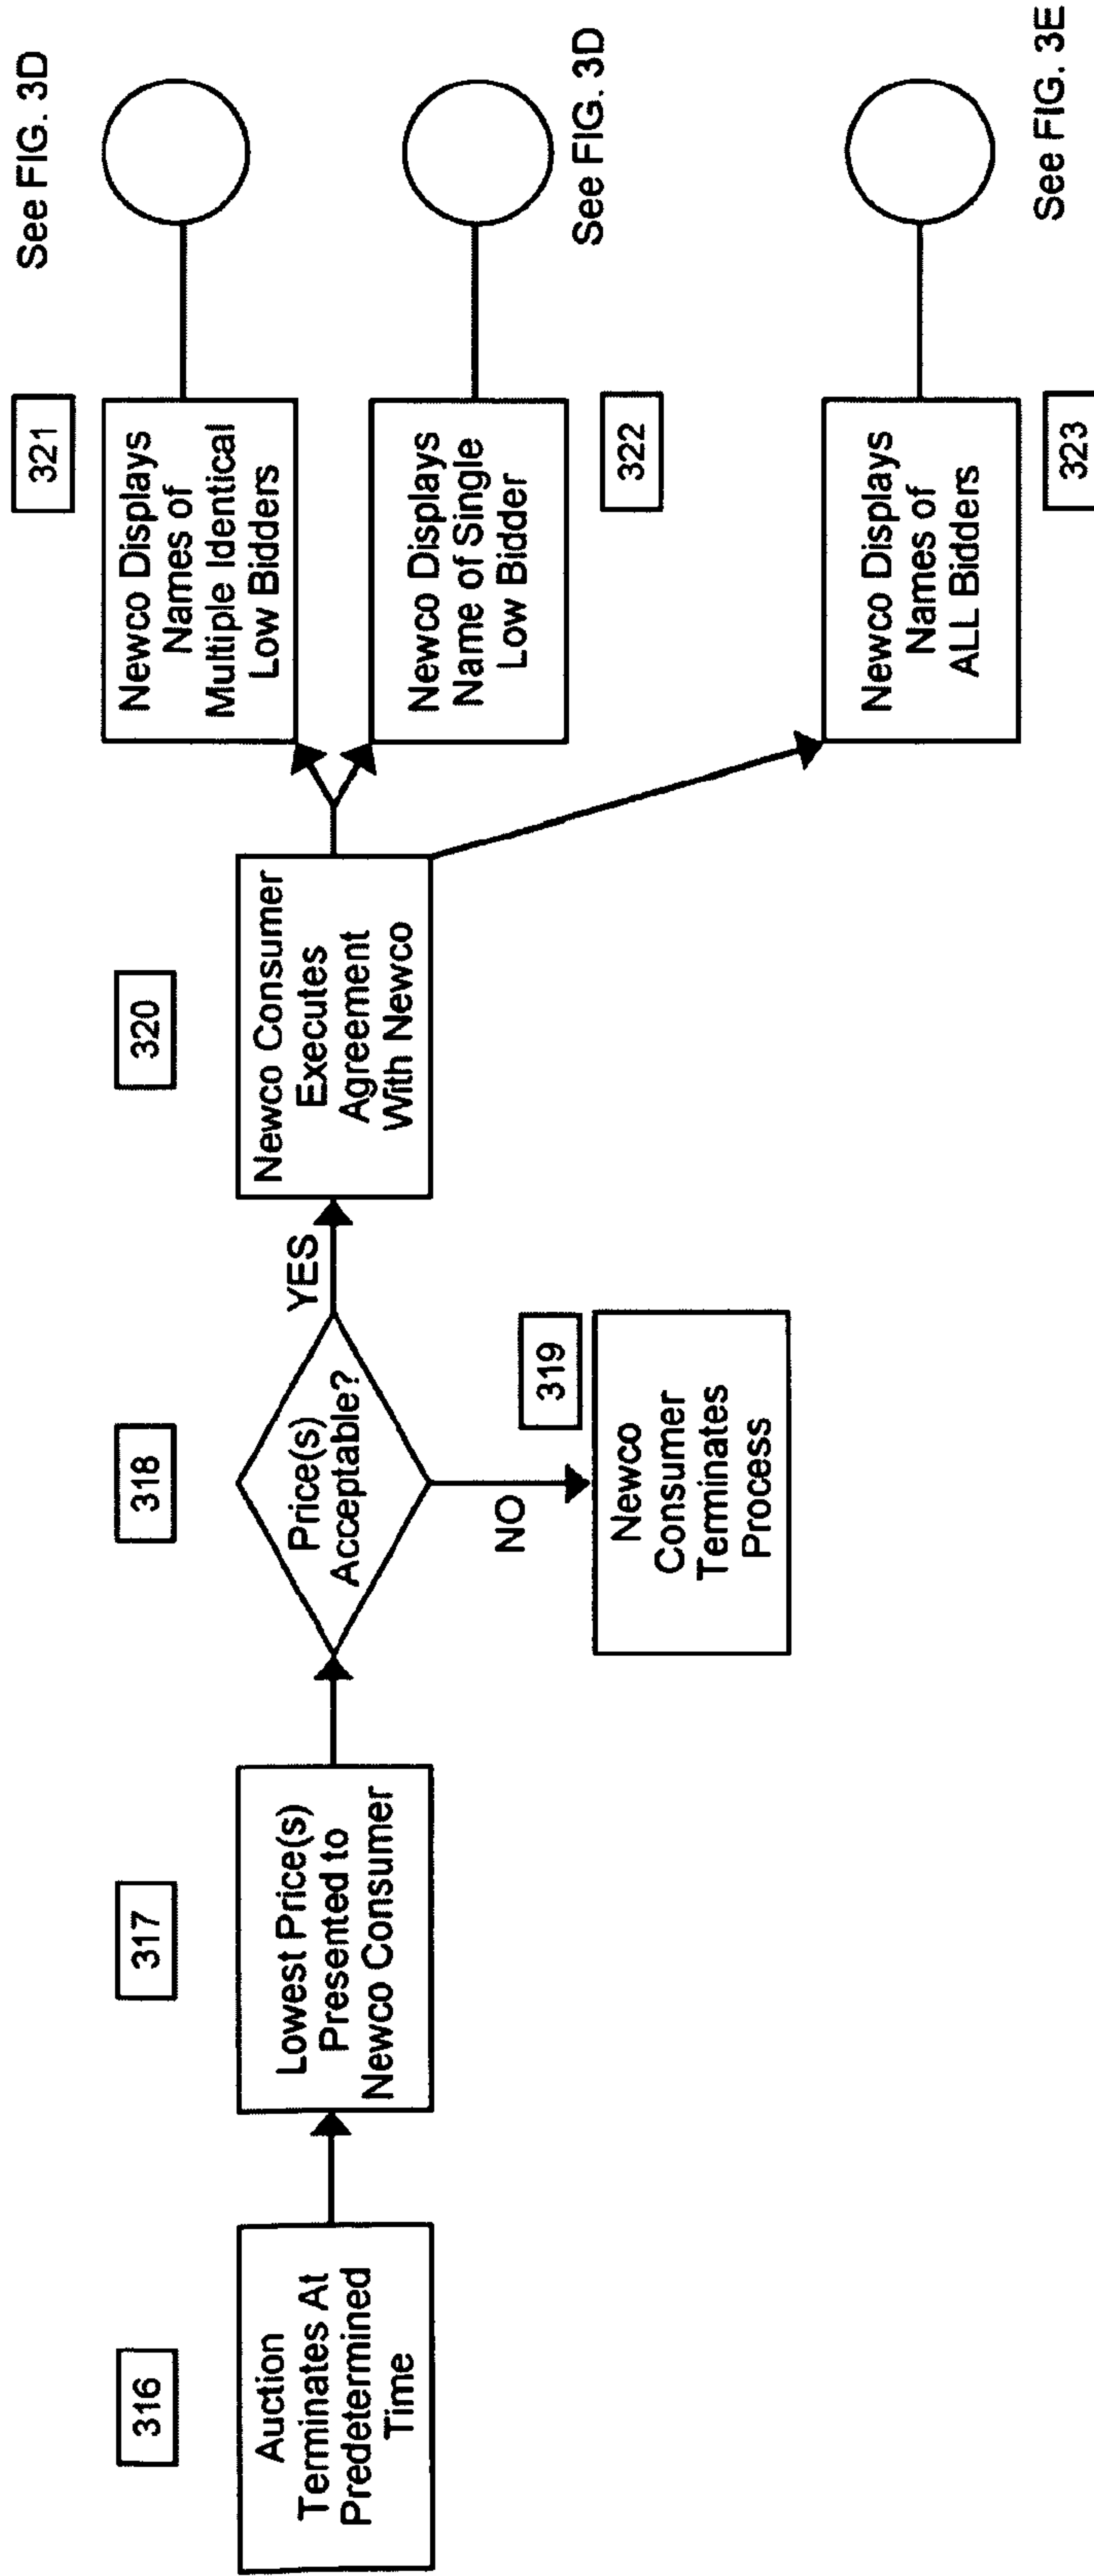 316
Auction
Terminates At
Predetermined
Time
317
Lowest Price(s)
Presented to
Newco Consumer
318
Price(s)
Acceptable?
YES
NO
319
Newco
Consumer
Terminates
Process
320
Newco Consumer
Executes
Agreement
With Newco
321
Newco Displays
Names of
Multiple Identical
Low Bidders
See FIG. 3D
Newco Displays
Name of Single
Low Bidder
322
See FIG. 3D
Newco Displays
Names of
ALL Bidders
323
See FIG. 3E